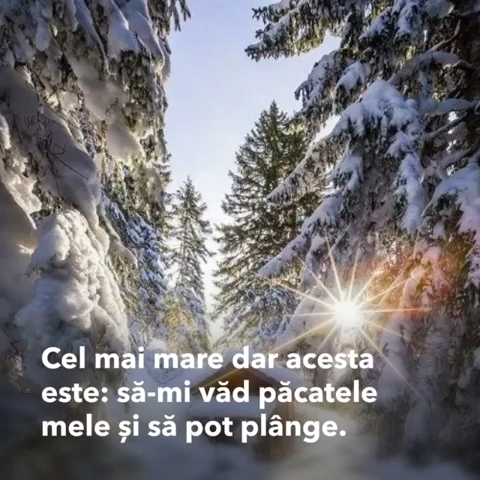 Cel mai mare dar acesta
este: să-mi văd păcatele
mele și să pot plânge.